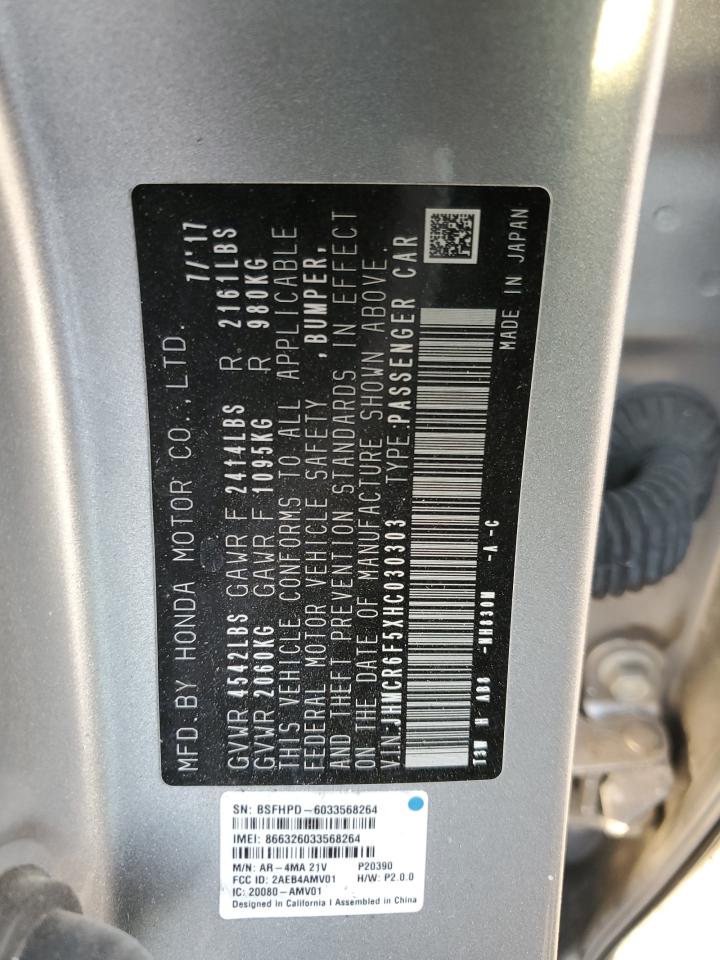 MFD.BY HONDA MOTOR CO.,LTD. 7/'17
GVWR 4542LBS GAWR F 2414LBS R 2161LBS
GVWR 2060KG GAWR F 1095KG R 980KG
THIS VEHICLE CONFORMS TO ALL APPLICABLE
FEDERAL MOTOR VEHICLE SAFETY ,BUMPER,
AND THEFT PREVENTION STANDARDS IN EFFECT
ON THE DATE OF MANUFACTURE SHOWN ABOVE.
VIN:JHMCR6F5XHC030303 TYPE:PASSENGER CAR
T3W H AB8 -NH830M -A -C
MADE IN JAPAN
SN: BSFHPD-6033568264
IMEI: 866326033568264
M/N: AR-4MA 21V P20390
FCC ID: 2AEB4AMV01 H/W: P2.0.0
IC: 20080-AMV01
Designed in California I Assembled in China